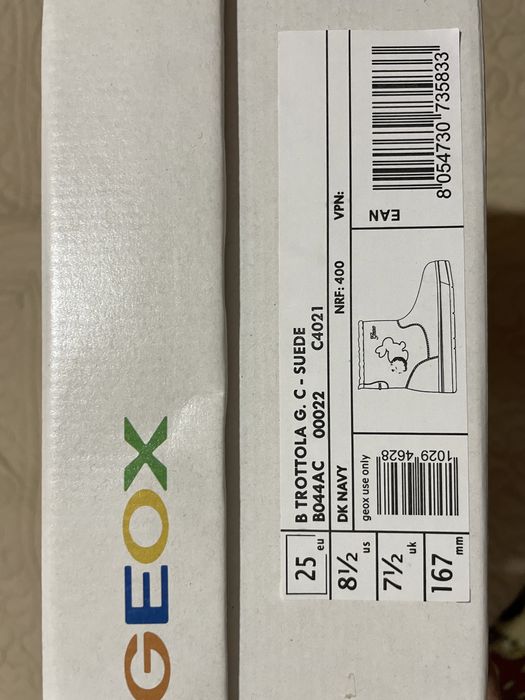 GEOX
B TROTTOLA G. C - SUEDE
B044AC 00022 C4021
DK NAVY NRF: 400 VPN:
25 eu
8½ us
7½ uk
167 mm
geox use only
1029 4628
Geox
EAN
8 054730 735833